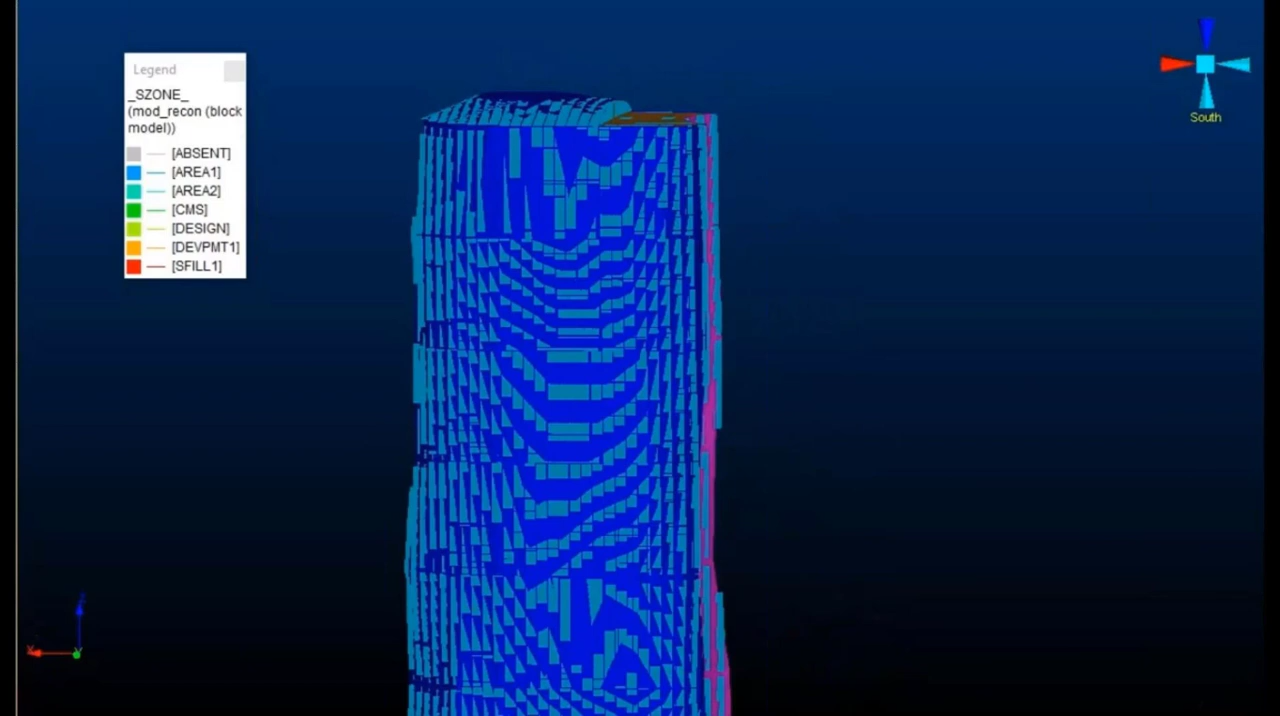 Legend
_SZONE_
(mod_recon (block
model))
[ABSENT]
[AREA1]
[AREA2]
[CMS]
[DESIGN]
[DEVPMT1]
[SFILL1]
South
Z
X
Y